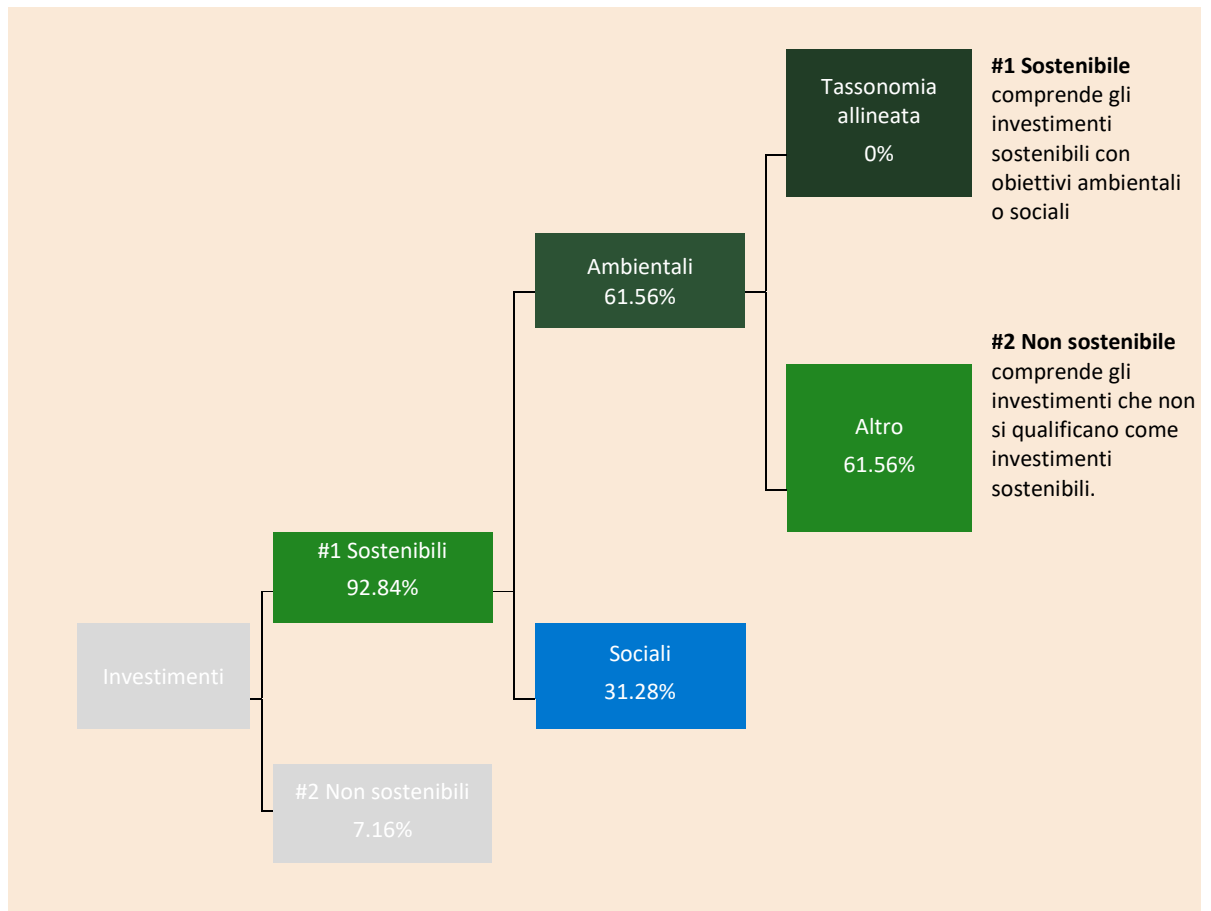 Tassonomia
allineata
0%
#1 Sostenibile
comprende gli
investimenti
sostenibili con
obiettivi ambientali
o sociali
Ambientali
61.56%
#2 Non sostenibile
comprende gli
investimenti che non
si qualificano come
investimenti
sostenibili.
Altro
61.56%
#1 Sostenibili
92.84%
Investimenti
Sociali
31.28%
#2 Non sostenibili
7.16%